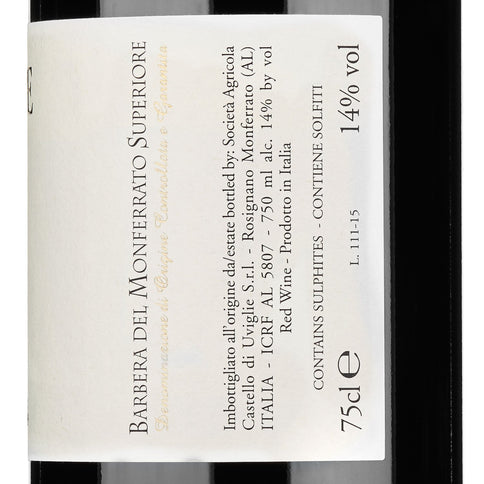 BARBERA DEL MONFERRATO SUPERIORE
Denominazione di Origine Controllata e Garantita
Imbottigliato all'origine da/estate bottled by: Società Agricola
Castello di Uviglie S.r.l. - Rosignano Monferrato (AL)
ITALIA - ICRF AL 5807 - 750 ml alc. 14% by vol
Red Wine - Prodotto in Italia
CONTAINS SULPHITES - CONTIENE SOLFITI
L. 111-15
75cl ℮ 14% vol